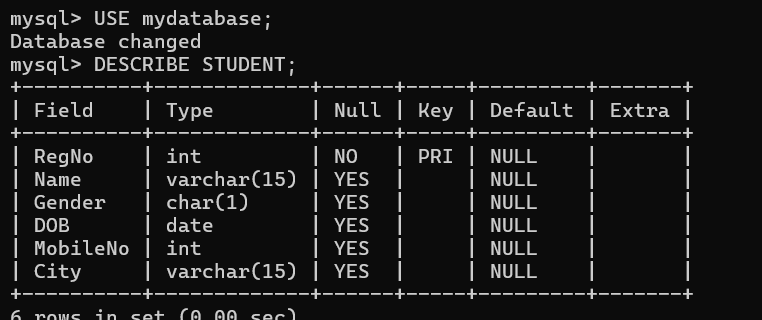 mysql> USE mydatabase;
Database changed
mysql> DESCRIBE STUDENT;
+----------+-------------+------+-----+---------+-------+
| Field    | Type        | Null | Key | Default | Extra |
+----------+-------------+------+-----+---------+-------+
| RegNo    | int         | NO   | PRI | NULL    |       |
| Name     | varchar(15) | YES  |     | NULL    |       |
| Gender   | char(1)     | YES  |     | NULL    |       |
| DOB      | date        | YES  |     | NULL    |       |
| MobileNo | int         | YES  |     | NULL    |       |
| City     | varchar(15) | YES  |     | NULL    |       |
+----------+-------------+------+-----+---------+-------+
6 rows in set (0.00 sec)